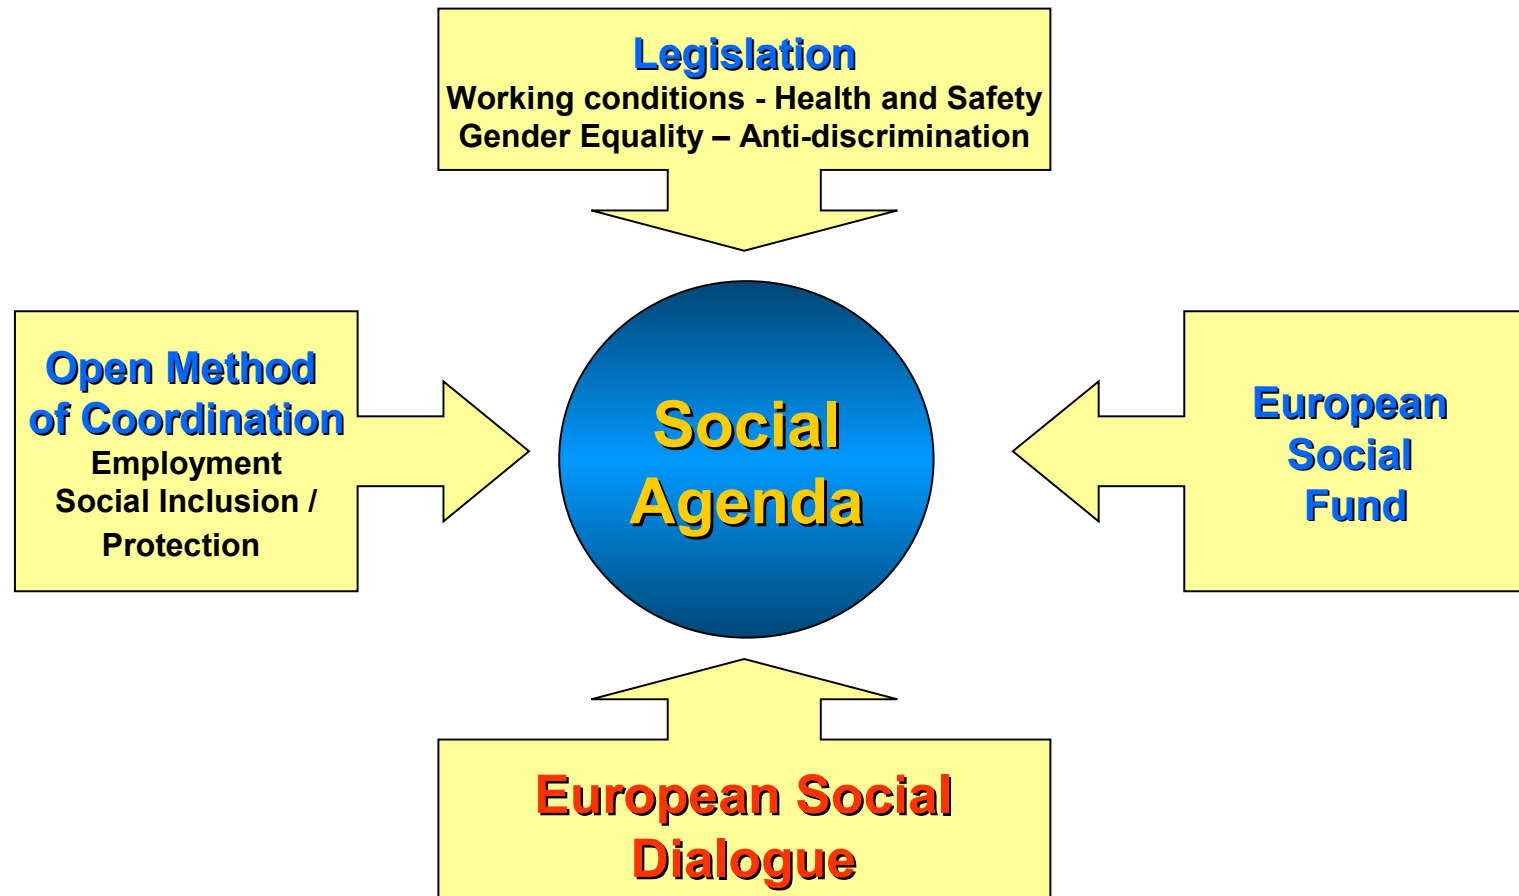 Legislation
Working conditions - Health and Safety
Gender Equality – Anti-discrimination
Open Method
of Coordination
Employment
Social Inclusion /
Protection
Social
Agenda
European
Social
Fund
European Social
Dialogue